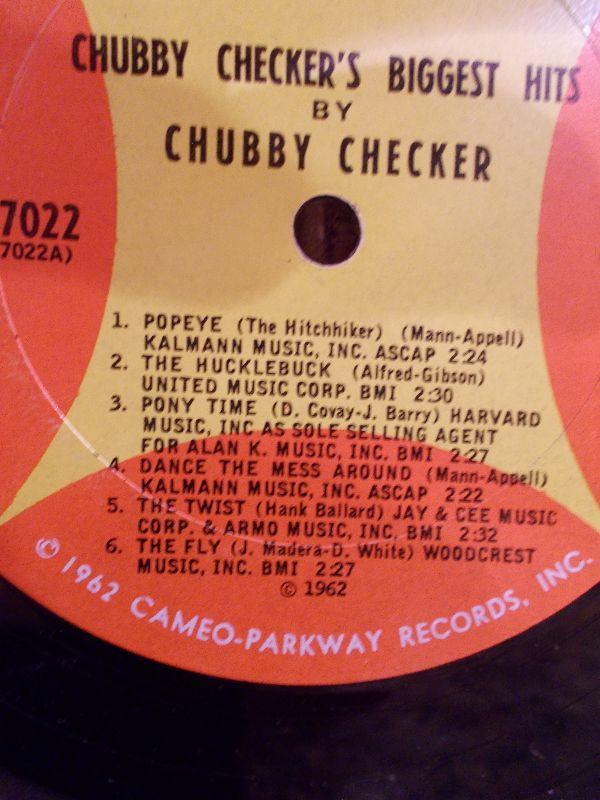 CHUBBY CHECKER'S BIGGEST HITS
BY
CHUBBY CHECKER
7022
7022A)
1. POPEYE (The Hitchhiker) (Mann-Appell)
KALMANN MUSIC, INC. ASCAP 2:24
2. THE HUCKLEBUCK (Alfred-Gibson)
UNITED MUSIC CORP. BMI 2:30
3. PONY TIME (D. Covay-J. Barry) HARVARD
MUSIC, INC AS SOLE SELLING AGENT
FOR ALAN K. MUSIC, INC. BMI 2:27
4. DANCE THE MESS AROUND (Mann-Appell)
KALMANN MUSIC, INC. ASCAP 2:22
5. THE TWIST (Hank Ballard) JAY & CEE MUSIC
CORP. & ARMO MUSIC, INC. BMI 2:32
6. THE FLY (J. Madera-D. White) WOODCREST
MUSIC, INC. BMI 2:27
© 1962
© 1962 CAMEO-PARKWAY RECORDS, INC.